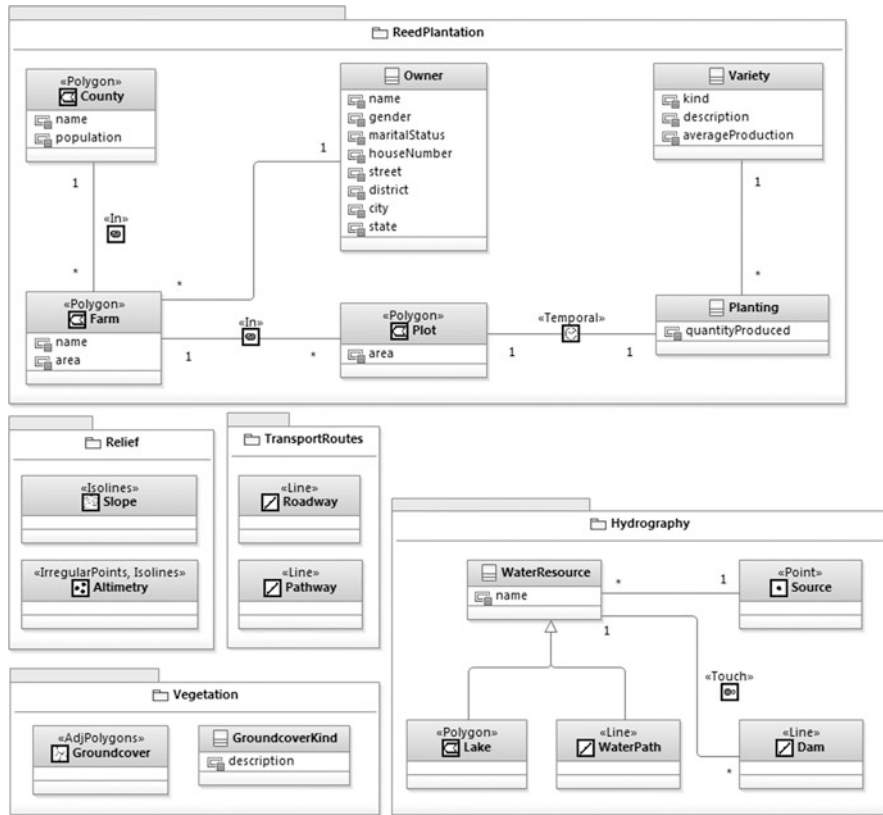 ReedPlantation
«Polygon»
County
name
population
Owner
name
gender
maritalStatus
houseNumber
street
district
city
state
Variety
kind
description
averageProduction
1
1
1
«In»
*
*
*
«Polygon»
Farm
name
area
«In»
1
*
«Polygon»
Plot
area
«Temporal»
1
1
Planting
quantityProduced
Relief
«Isolines»
Slope
«IrregularPoints, Isolines»
Altimetry
TransportRoutes
«Line»
Roadway
«Line»
Pathway
Hydrography
WaterResource
name
*
1
«Point»
Source
1
«Touch»
*
«Polygon»
Lake
«Line»
WaterPath
«Line»
Dam
Vegetation
«AdjPolygons»
Groundcover
GroundcoverKind
description